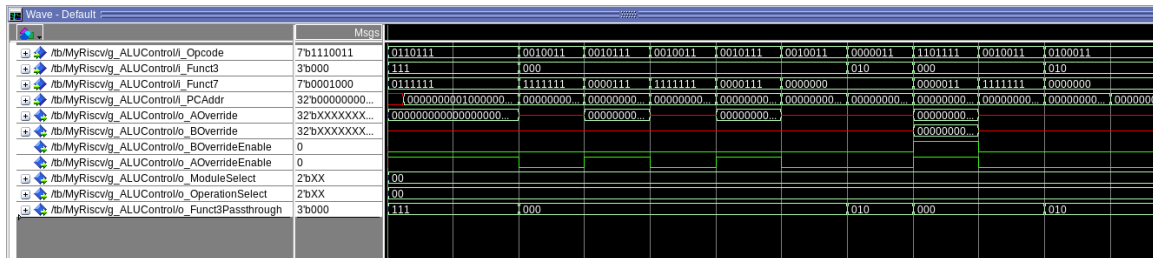 Wave - Default
Msgs
/tb/MyRiscv/g_ALUControl/i_Opcode 7'b1110011 0110111 0010011 0010111 0010011 0010111 0010011 0000011 1101111 0010011 0100011
/tb/MyRiscv/g_ALUControl/i_Funct3 3'b000 111 000 010 000 010
/tb/MyRiscv/g_ALUControl/i_Funct7 7'b0001000 0111111 1111111 0000111 1111111 0000111 0000000 0000011 1111111 0000000
/tb/MyRiscv/g_ALUControl/i_PCAddr 32'b00000000... 0000000001000000... 00000000... 00000000... 00000000... 00000000... 00000000... 00000000... 00000000... 00000000... 00000000... 0000000
/tb/MyRiscv/g_ALUControl/o_AOverride 32'bXXXXXXX... 000000000000000000... 00000000... 00000000... 00000000...
/tb/MyRiscv/g_ALUControl/o_BOverride 32'bXXXXXXX... 00000000...
/tb/MyRiscv/g_ALUControl/o_BOverrideEnable 0
/tb/MyRiscv/g_ALUControl/o_AOverrideEnable 0
/tb/MyRiscv/g_ALUControl/o_ModuleSelect 2'bXX 00
/tb/MyRiscv/g_ALUControl/o_OperationSelect 2'bXX 00
/tb/MyRiscv/g_ALUControl/o_Funct3Passthrough 3'b000 111 000 010 000 010